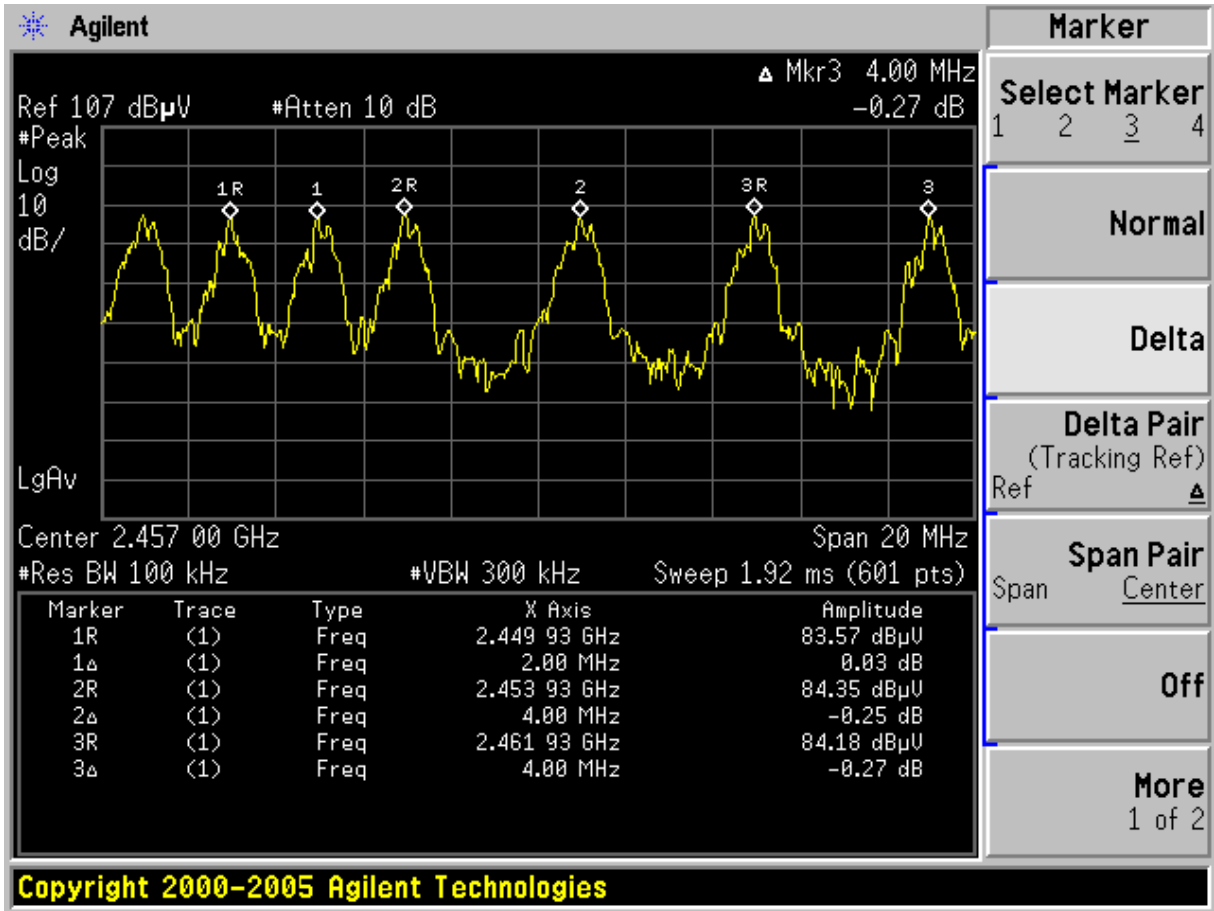 Agilent
Δ Mkr3 4.00 MHz
Ref 107 dBµV #Atten 10 dB -0.27 dB
#Peak
Log
10
dB/
1R 1 2R 2 3R 3
LgAv
Center 2.457 00 GHz Span 20 MHz
#Res BW 100 kHz #VBW 300 kHz Sweep 1.92 ms (601 pts)
Marker Trace Type X Axis Amplitude
1R (1) Freq 2.449 93 GHz 83.57 dBµV
1Δ (1) Freq 2.00 MHz 0.03 dB
2R (1) Freq 2.453 93 GHz 84.35 dBµV
2Δ (1) Freq 4.00 MHz -0.25 dB
3R (1) Freq 2.461 93 GHz 84.18 dBµV
3Δ (1) Freq 4.00 MHz -0.27 dB
Copyright 2000-2005 Agilent Technologies
Marker
Select Marker
1 2 3 4
Normal
Delta
Delta Pair
(Tracking Ref)
Ref Δ
Span Pair
Span Center
Off
More
1 of 2